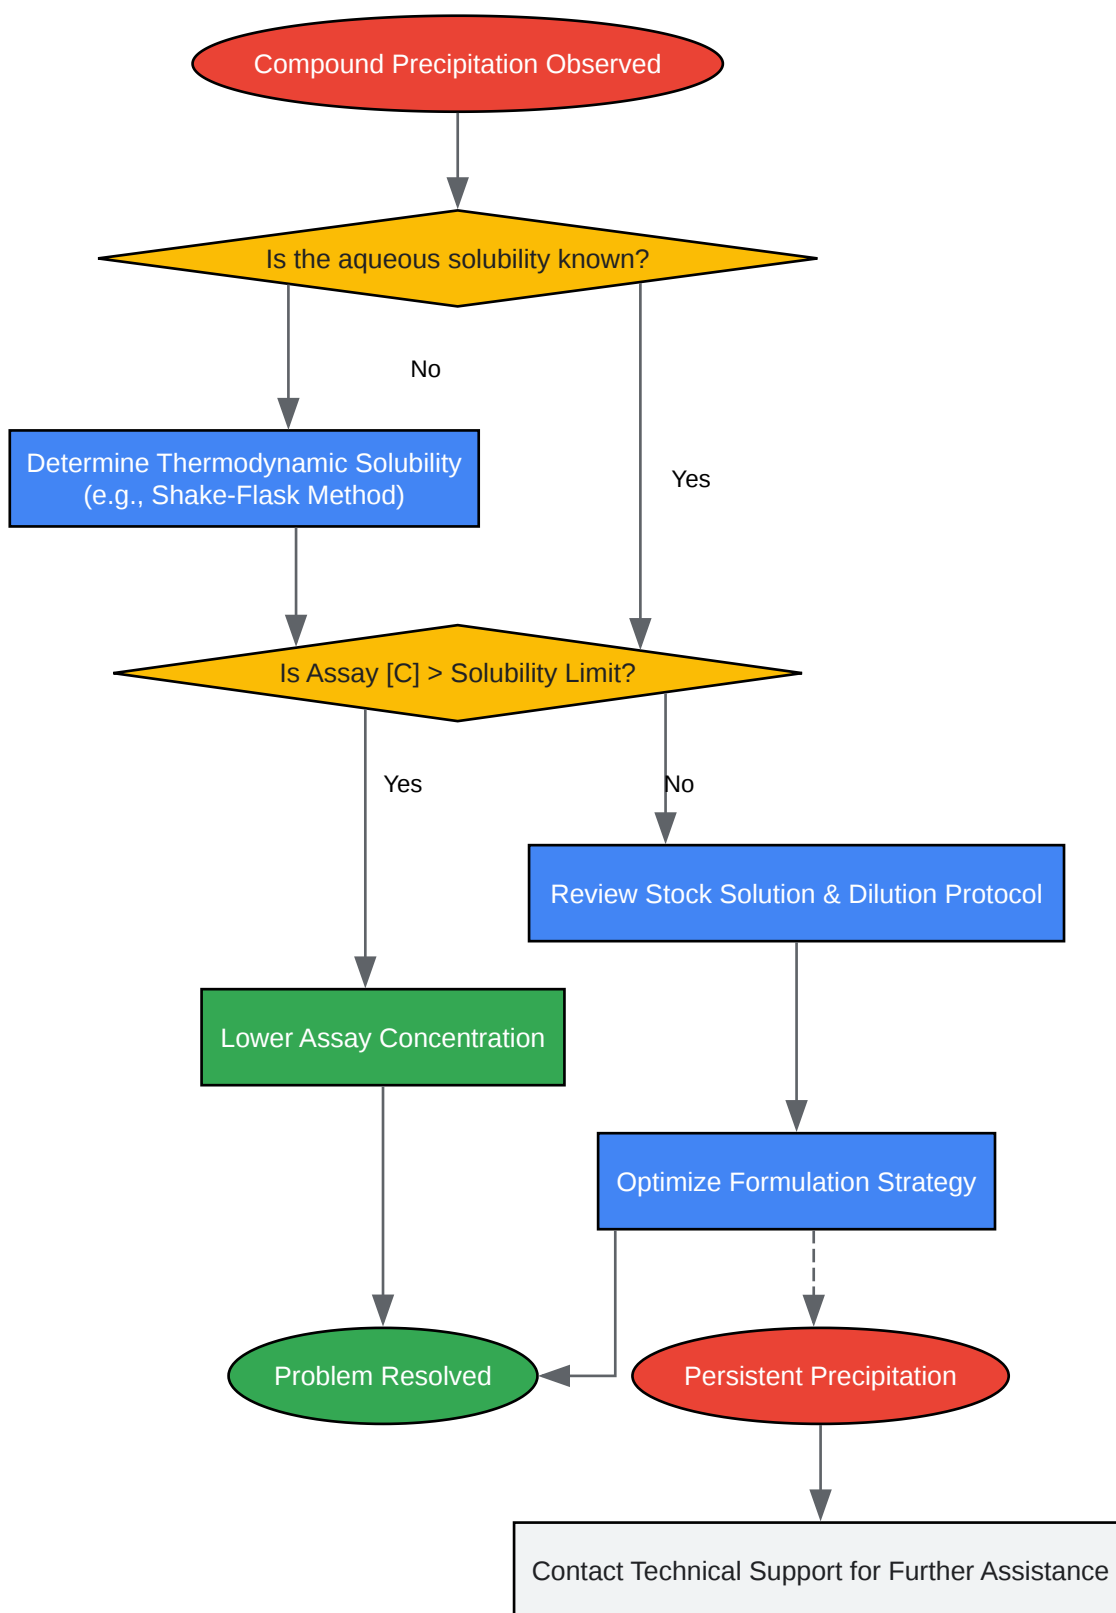 Compound Precipitation Observed
Is the aqueous solubility known?
No
Determine Thermodynamic Solubility
(e.g., Shake-Flask Method)
Yes
Is Assay [C] > Solubility Limit?
Yes
No
Review Stock Solution & Dilution Protocol
Lower Assay Concentration
Optimize Formulation Strategy
Problem Resolved
Persistent Precipitation
Contact Technical Support for Further Assistance